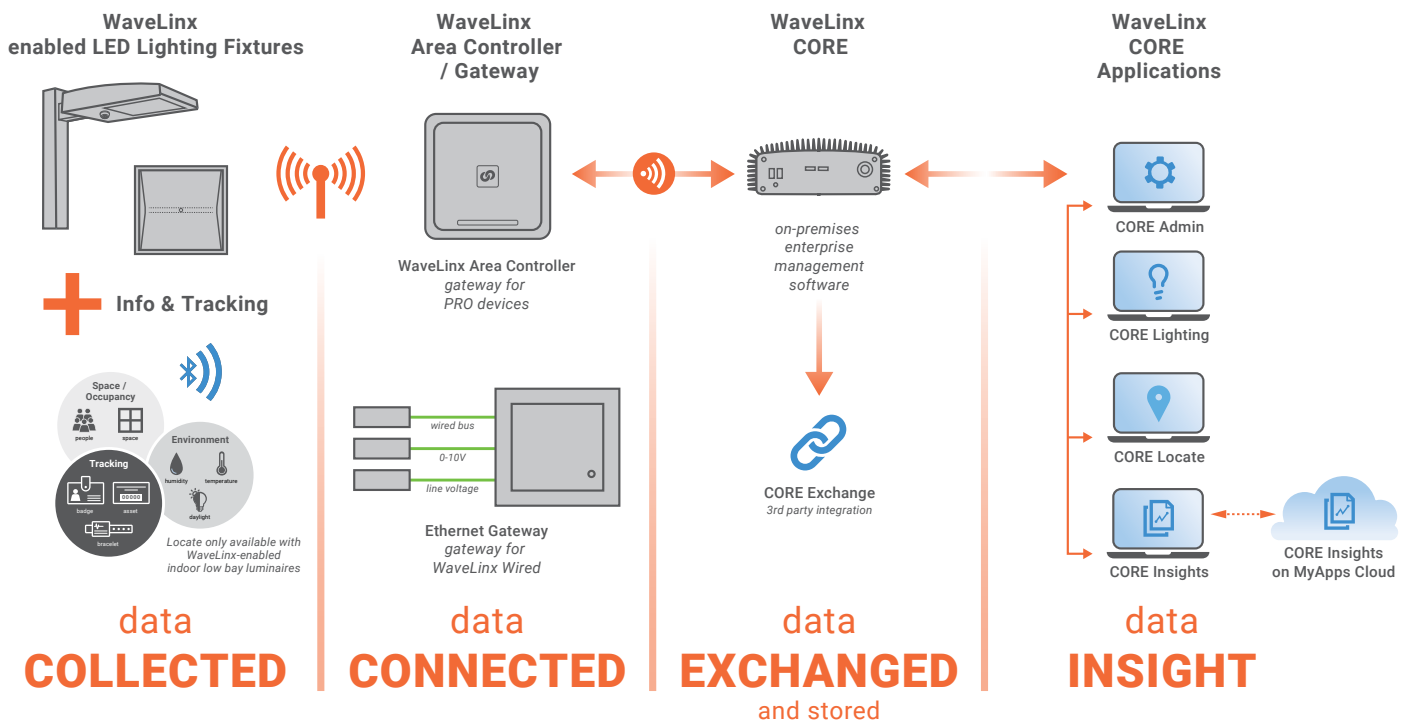 WaveLinx
enabled LED Lighting Fixtures
Info & Tracking
Space /
Occupancy
people
space
Environment
humidity
temperature
daylight
Tracking
badge
asset
00000
bracelet
Locate only available with
WaveLinx-enabled
indoor low bay luminaires
data
COLLECTED
WaveLinx
Area Controller
/ Gateway
WaveLinx Area Controller
gateway for
PRO devices
wired bus
0-10V
line voltage
Ethernet Gateway
gateway for
WaveLinx Wired
data
CONNECTED
WaveLinx
CORE
on-premises
enterprise
management
software
CORE Exchange
3rd party integration
data
EXCHANGED
and stored
WaveLinx
CORE
Applications
CORE Admin
CORE Lighting
CORE Locate
CORE Insights
CORE Insights
on MyApps Cloud
data
INSIGHT